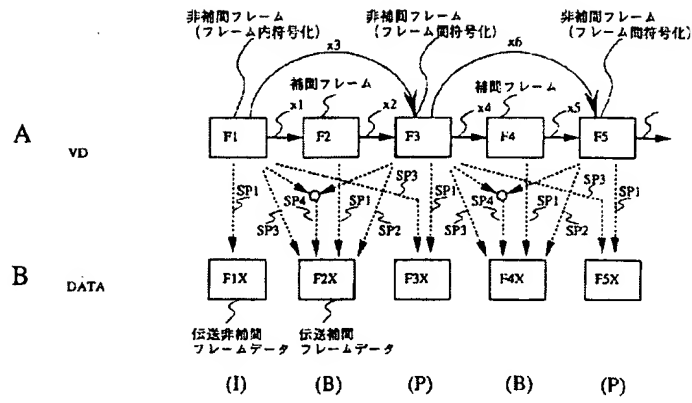 非補間フレーム
(フレーム内符号化)
非補間フレーム
(フレーム間符号化)
非補間フレーム
(フレーム間符号化)
x3
x6
補間フレーム
補間フレーム
x1
x2
x4
x5
A
VD
F1
F2
F3
F4
F5
SP1
SP3
SP4
SP1
SP2
SP3
SP1
SP3
SP4
SP1
SP2
SP3
SP1
B
DATA
F1X
F2X
F3X
F4X
F5X
伝送非補間
フレームデータ
伝送補間
フレームデータ
(I)
(B)
(P)
(B)
(P)